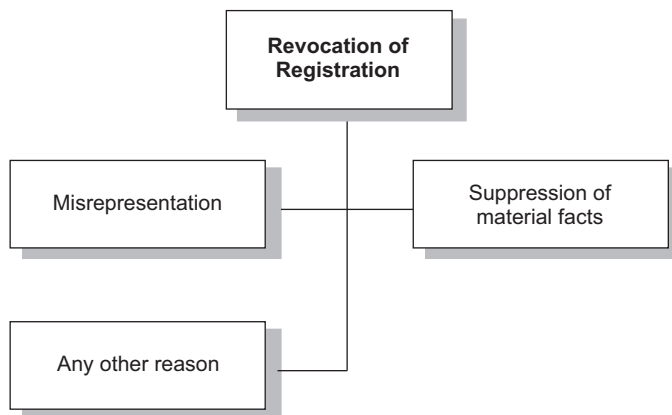 Revocation of
Registration
Misrepresentation
Suppression of
material facts
Any other reason